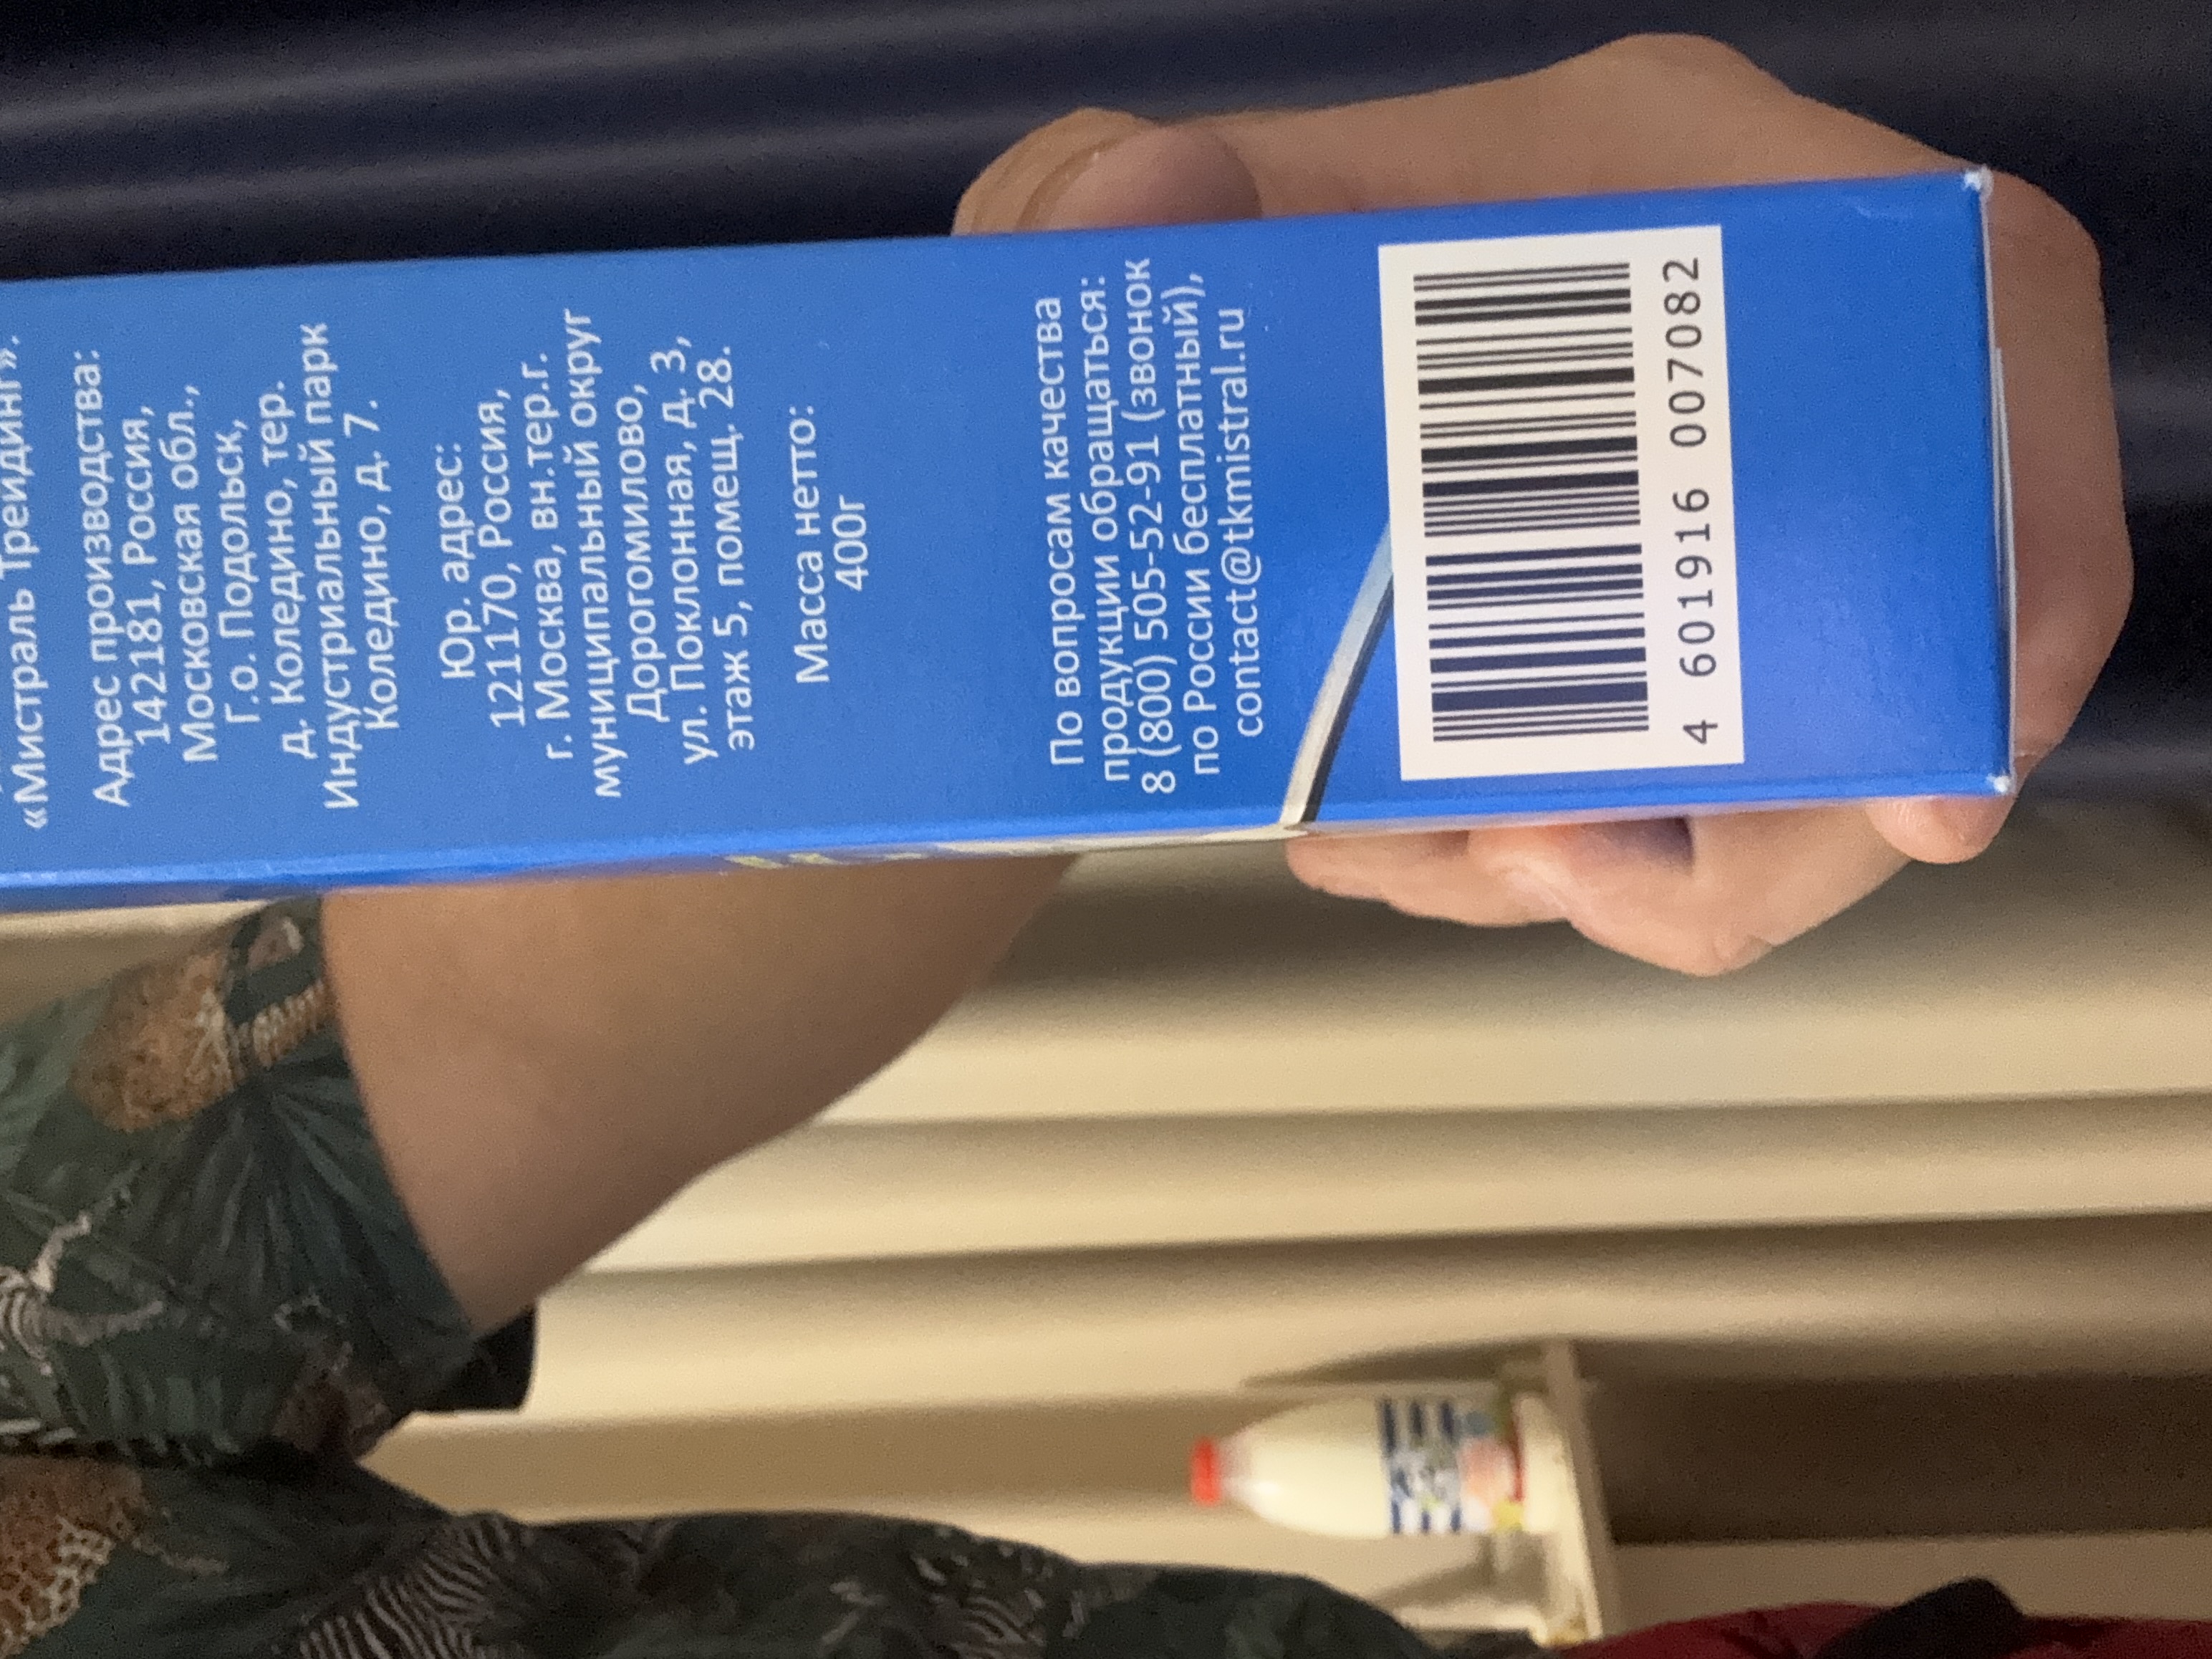 «Мистраль Трейдинг».
Адрес производства:
142181, Россия,
Московская обл.,
Г.о. Подольск,
д. Коледино, тер.
Индустриальный парк
Коледино, д. 7.
Юр. адрес:
121170, Россия,
г. Москва, вн.тер.г.
муниципальный округ
Дорогомилово,
ул. Поклонная, д. 3,
этаж 5, помещ. 28.
Масса нетто:
400г
По вопросам качества
продукции обращаться:
8 (800) 505-52-91 (звонок
по России бесплатный),
contact@tkmistral.ru
4 601916 007082